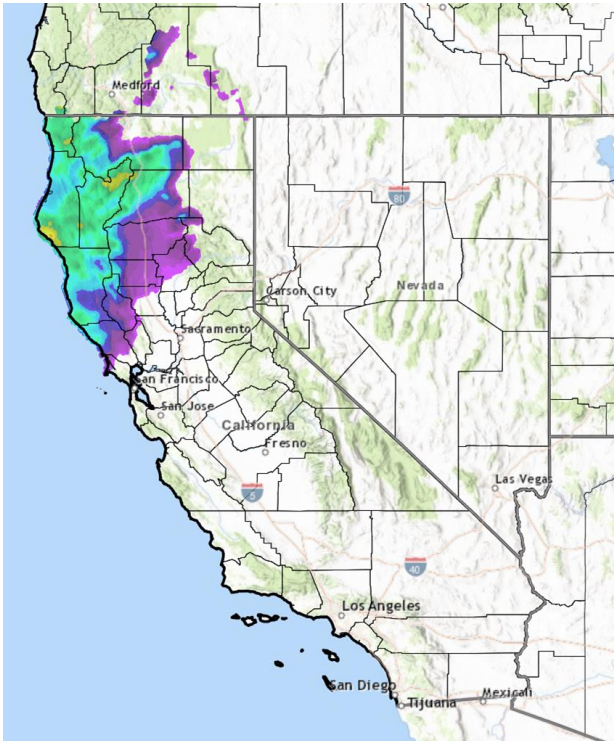 Medford
80
Carson City
Nevada
Sacramento
San Francisco
San Jose
California
Fresno
Las Vegas
5
40
Los Angeles
San Diego
Tijuana
Mexicali